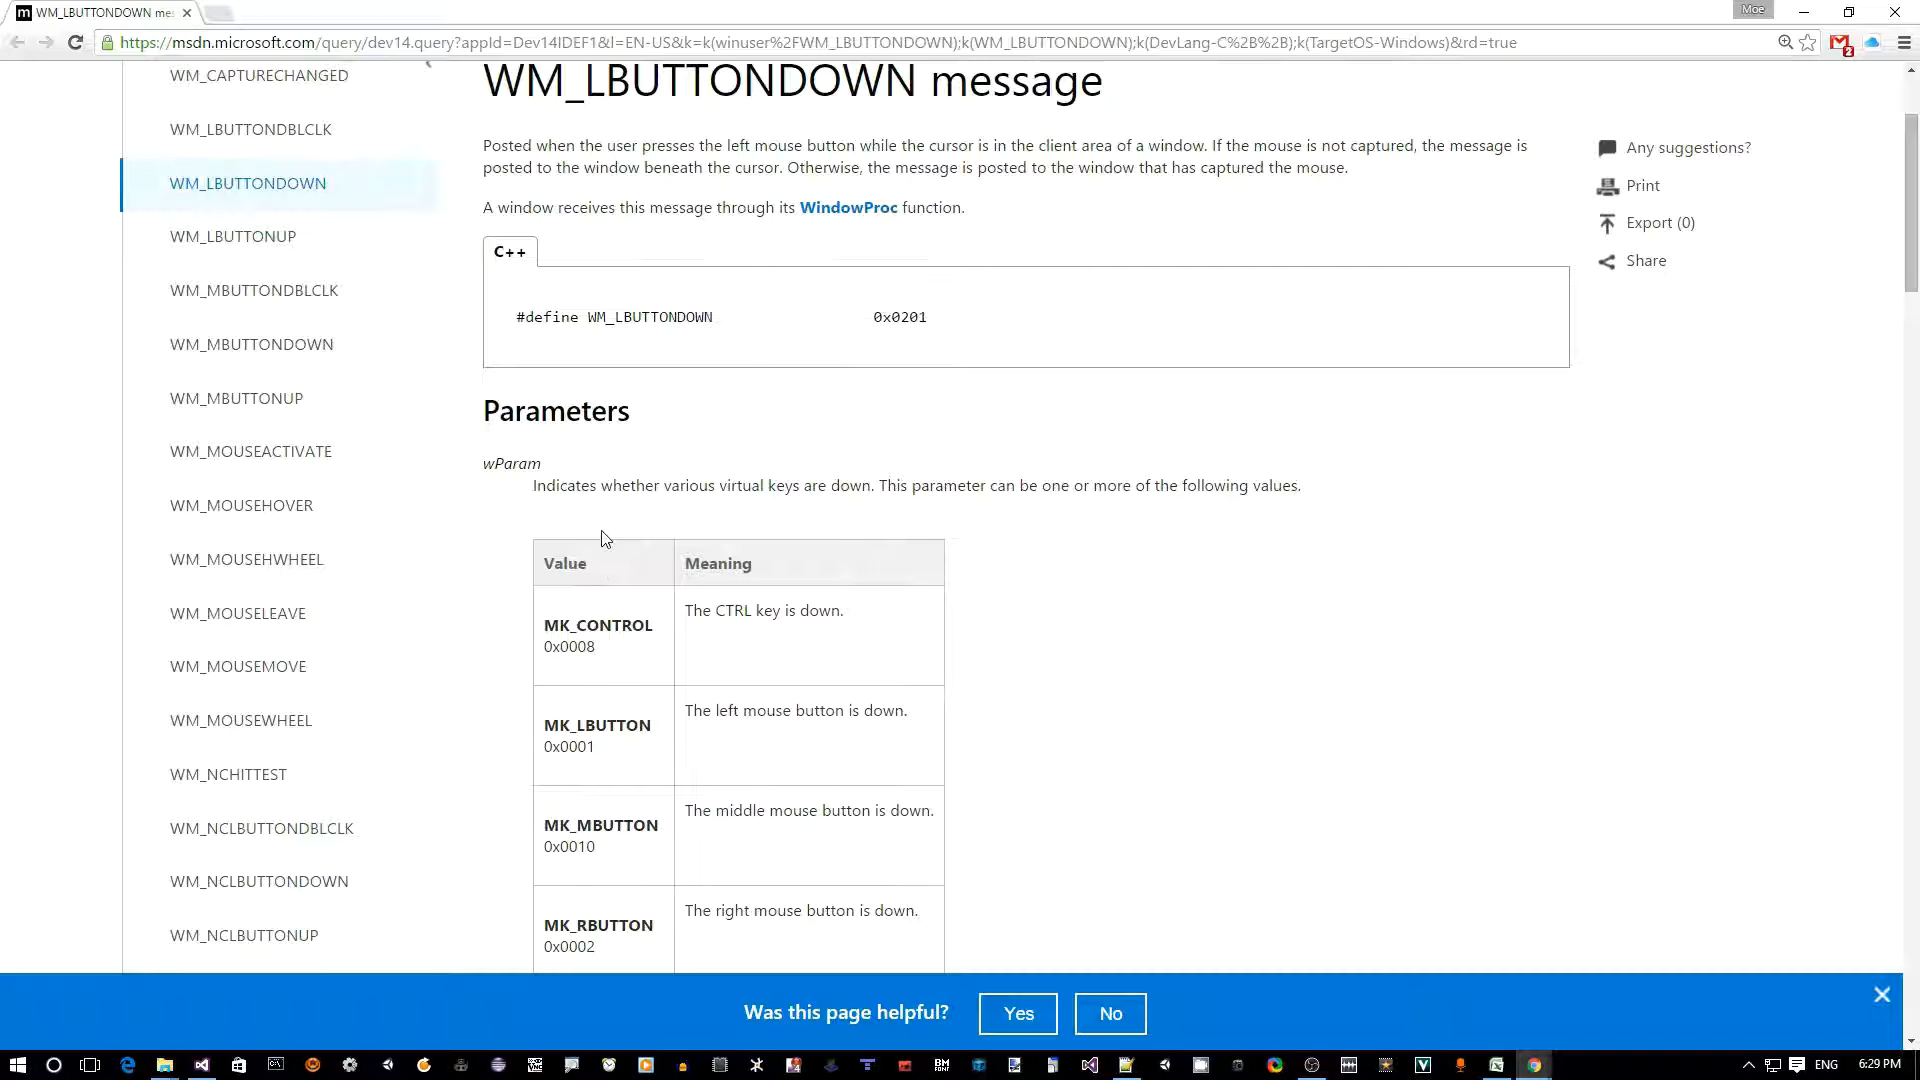 WM_LBUTTONDOWN me
Moe
https://msdn.microsoft.com/query/dev14.query?appId=Dev14IDEF1&l=EN-US&k=k(winuser%2FWM_LBUTTONDOWN);k(WM_LBUTTONDOWN);k(DevLang-C%2B%2B);k(TargetOS-Windows)&rd=true
2
WM_CAPTURECHANGED
WM_LBUTTONDBLCLK
WM_LBUTTONDOWN
WM_LBUTTONUP
WM_MBUTTONDBLCLK
WM_MBUTTONDOWN
WM_MBUTTONUP
WM_MOUSEACTIVATE
WM_MOUSEHOVER
WM_MOUSEHWHEEL
WM_MOUSELEAVE
WM_MOUSEMOVE
WM_MOUSEWHEEL
WM_NCHITTEST
WM_NCLBUTTONDBLCLK
WM_NCLBUTTONDOWN
WM_NCLBUTTONUP
WM_LBUTTONDOWN message
Posted when the user presses the left mouse button while the cursor is in the client area of a window. If the mouse is not captured, the message is
posted to the window beneath the cursor. Otherwise, the message is posted to the window that has captured the mouse.
A window receives this message through its WindowProc function.
C++
#define WM_LBUTTONDOWN 0x0201
Parameters
wParam
Indicates whether various virtual keys are down. This parameter can be one or more of the following values.
Value Meaning
MK_CONTROL
0x0008
The CTRL key is down.
MK_LBUTTON
0x0001
The left mouse button is down.
MK_MBUTTON
0x0010
The middle mouse button is down.
MK_RBUTTON
0x0002
The right mouse button is down.
Any suggestions?
Print
Export (0)
Share
Was this page helpful? Yes No
ENG 6:29 PM